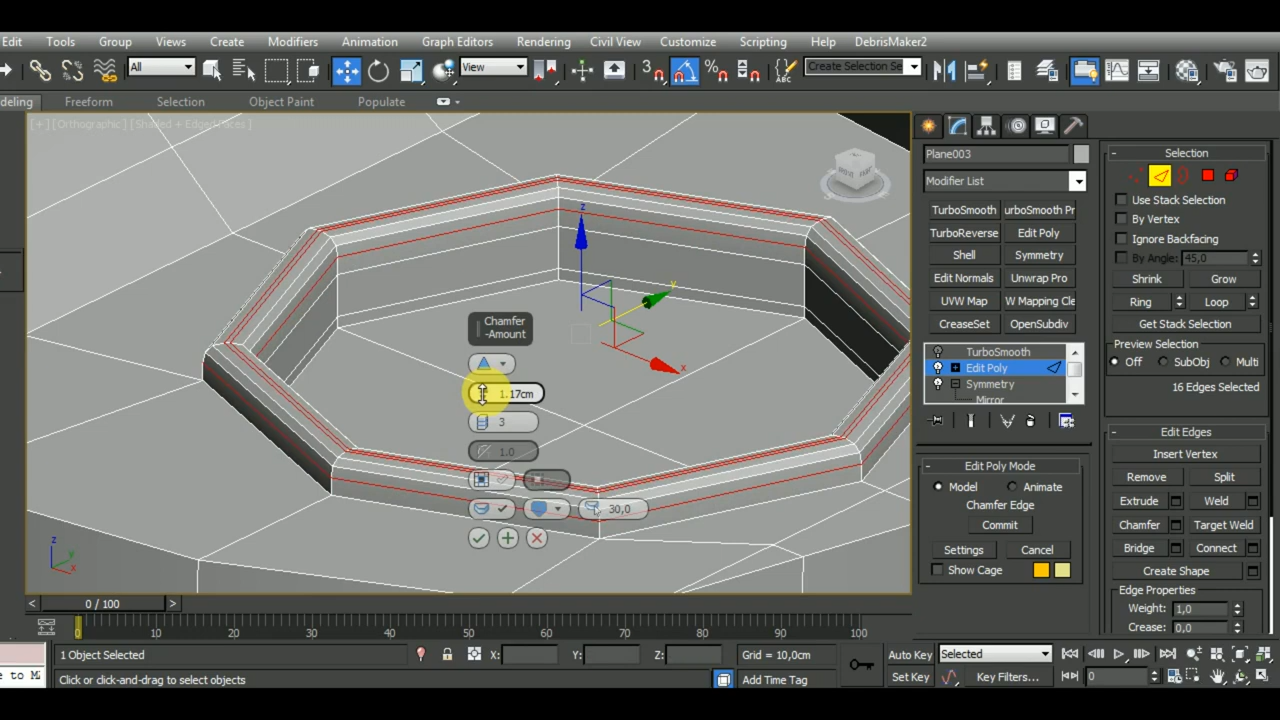 Edit Tools Group Views Create Modifiers Animation Graph Editors Rendering Civil View Customize Scripting Help DebrisMaker2
All View 3 % ABC Create Selection Se
deling Freeform Selection Object Paint Populate
[+] [Orthographic] [Shaded + Edged Faces]
z
y
x
Chamfer
-Amount
1.17cm
3
1.0
30,0
z
y
x
Plane003
Modifier List
TurboSmooth urboSmooth Pr
TurboReverse Edit Poly
Shell Symmetry
Edit Normals Unwrap Pro
UVW Map W Mapping Cle
CreaseSet OpenSubdiv
TurboSmooth
Edit Poly
Symmetry
Mirror
- Edit Poly Mode
Model Animate
Chamfer Edge
Commit
Settings Cancel
Show Cage
- Selection
Use Stack Selection
By Vertex
Ignore Backfacing
By Angle: 45,0
Shrink Grow
Ring Loop
Get Stack Selection
Preview Selection
Off SubObj Multi
16 Edges Selected
- Edit Edges
Insert Vertex
Remove Split
Extrude Weld
Chamfer Target Weld
Bridge Connect
Create Shape
Edge Properties
Weight: 1,0
Crease: 0,0
< 0 / 100 >
0 10 20 30 40 50 60 70 80 90 100
1 Object Selected X: Y: Z: Grid = 10,0cm Auto Key Selected
e to Mi Click or click-and-drag to select objects Add Time Tag Set Key Key Filters... 0